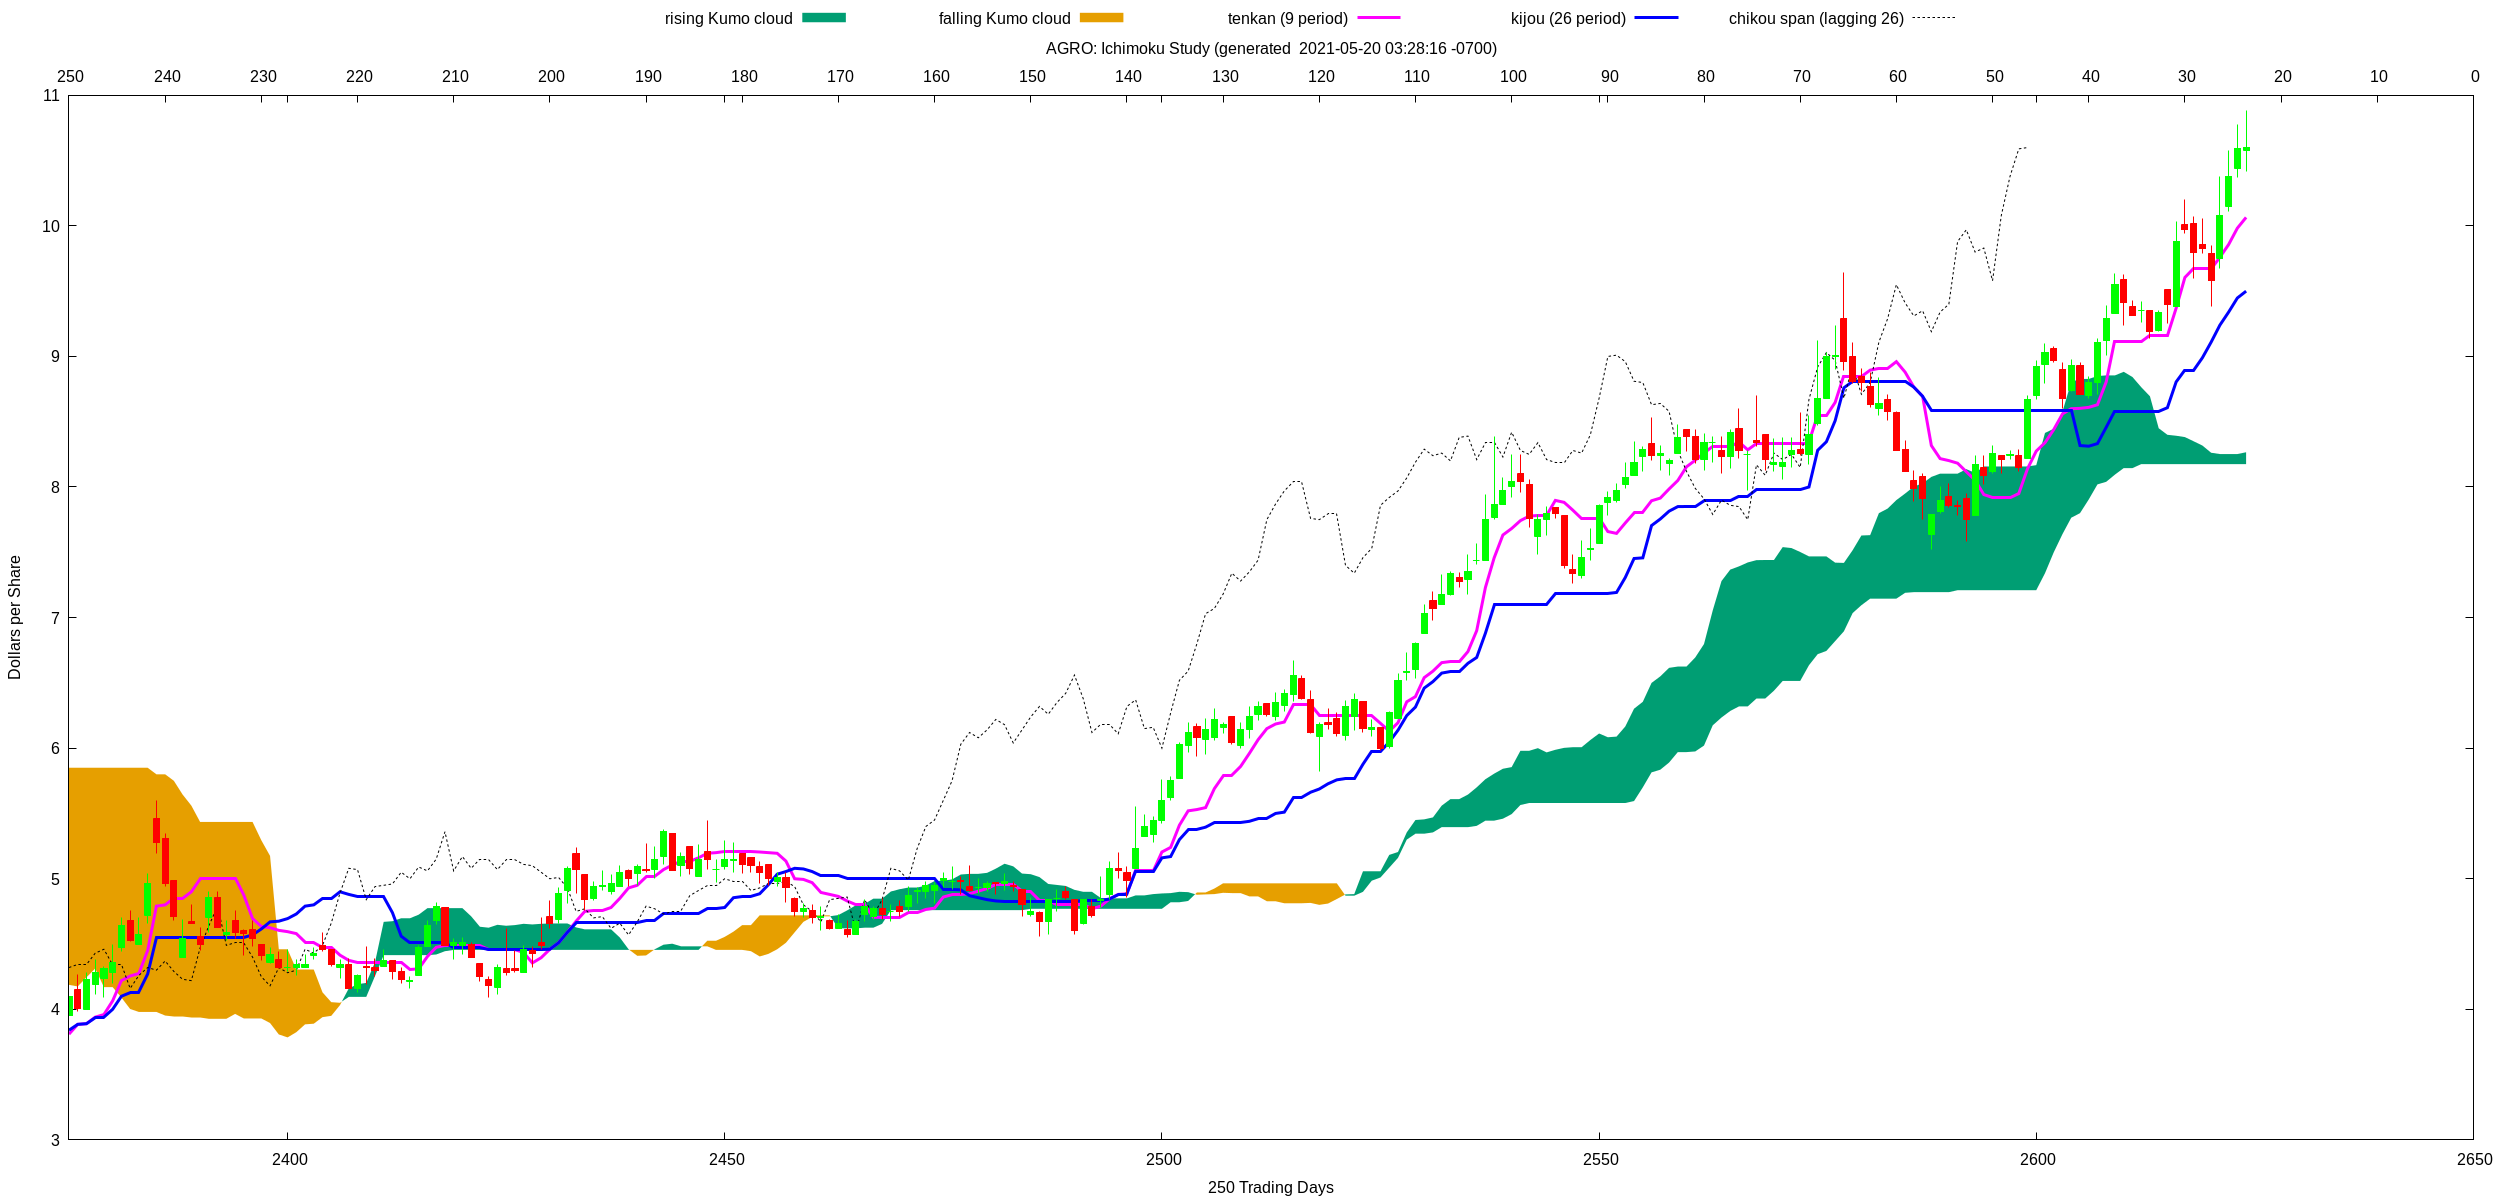 rising Kumo cloud falling Kumo cloud tenkan (9 period) kijou (26 period) chikou span (lagging 26)
AGRO: Ichimoku Study (generated  2021-05-20 03:28:16 -0700)
250 240 230 220 210 200 190 180 170 160 150 140 130 120 110 100 90 80 70 60 50 40 30 20 10 0
11
10
9
8
7
6
5
4
3
Dollars per Share
2400 2450 2500 2550 2600 2650
250 Trading Days